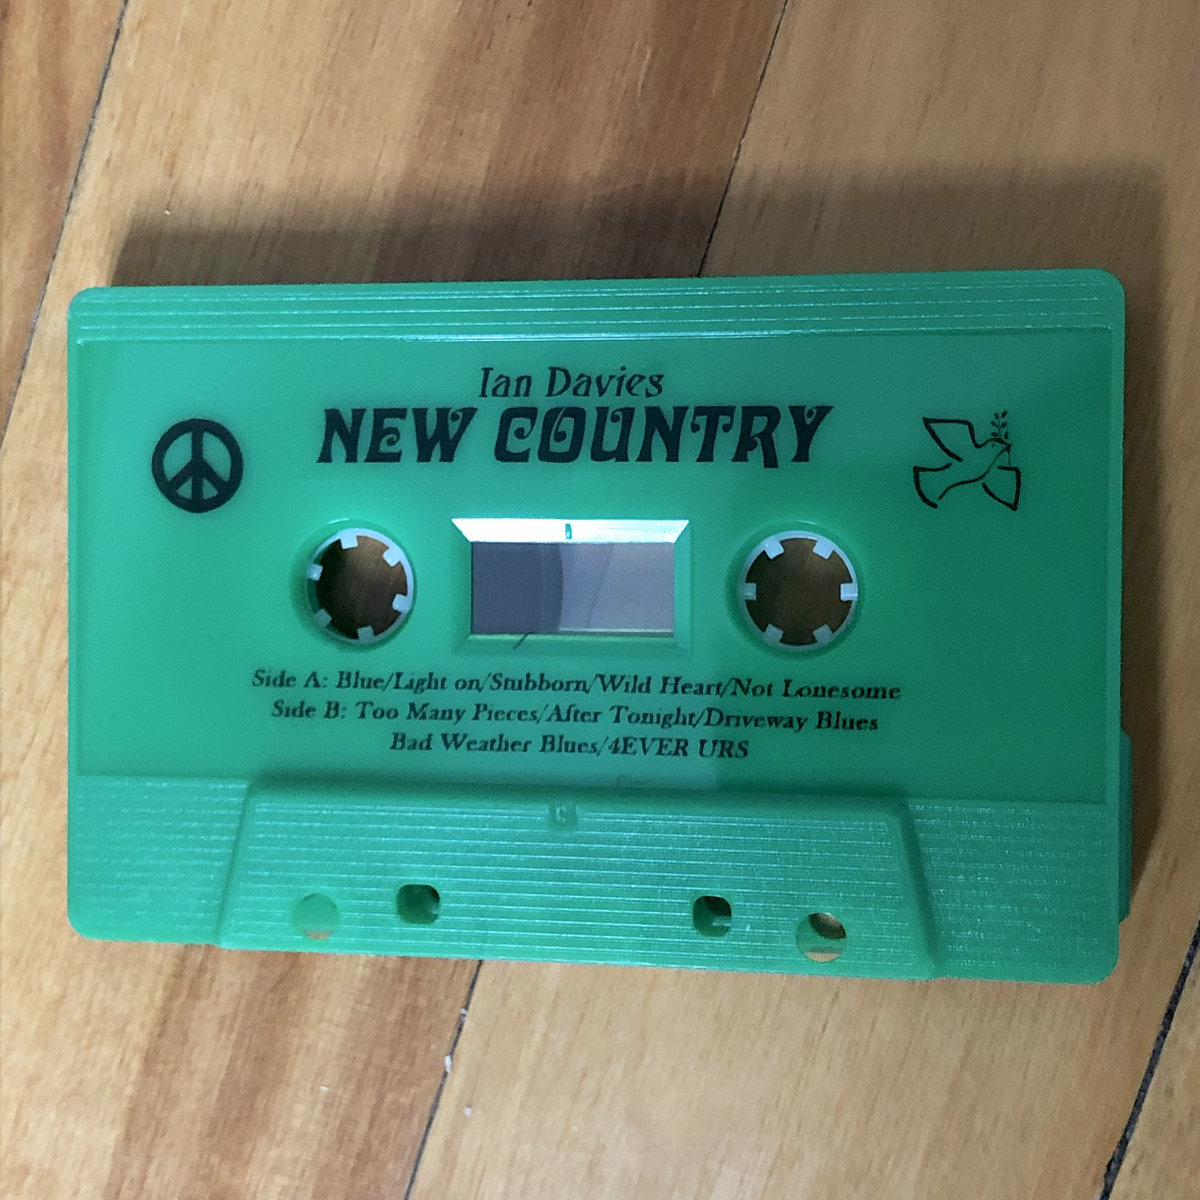 Ian Davies
NEW COUNTRY
Side A: Blue/Light on/Stubborn/Wild Heart/Not Lonesome
Side B: Too Many Pieces/After Tonight/Driveway Blues
Bad Weather Blues/4EVER URS